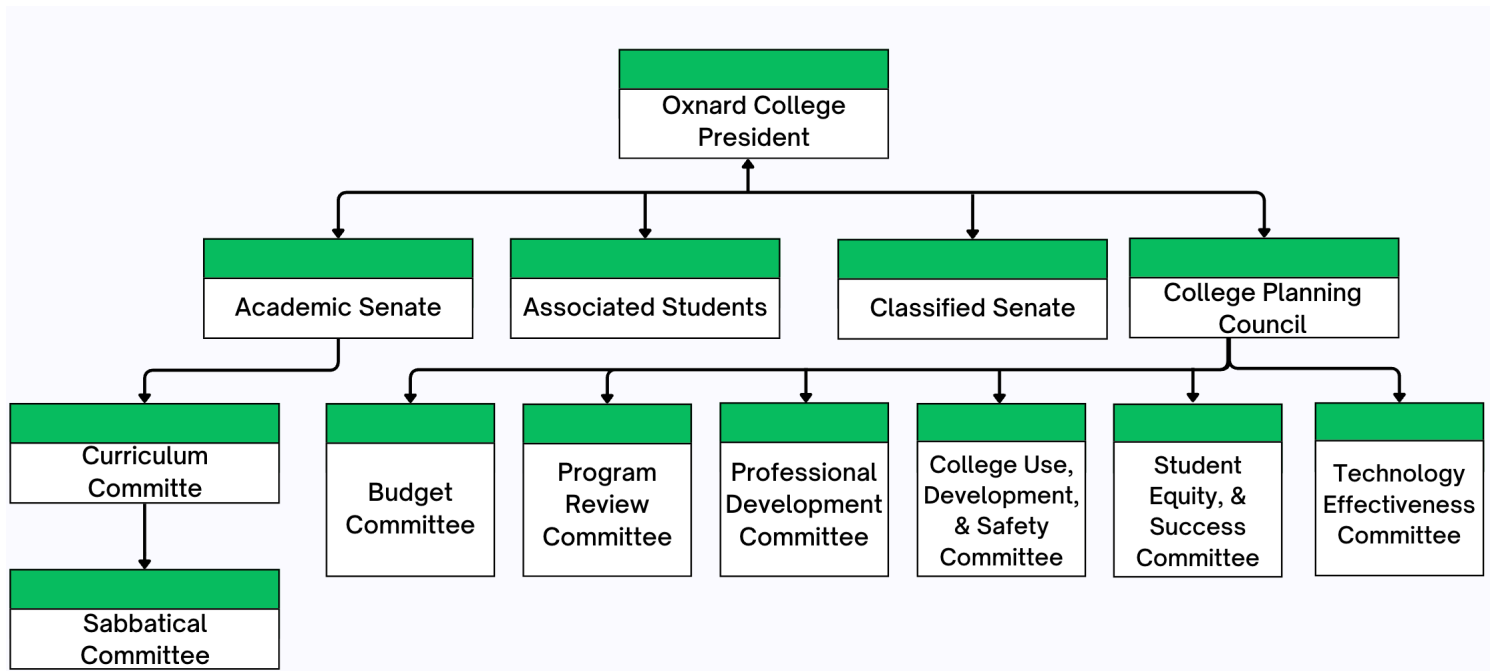 Oxnard College
President
Academic Senate
Associated Students
Classified Senate
College Planning
Council
Curriculum
Committe
Budget
Committee
Program
Review
Committee
Professional
Development
Committee
College Use,
Development,
& Safety
Committee
Student
Equity, &
Success
Committee
Technology
Effectiveness
Committee
Sabbatical
Committee